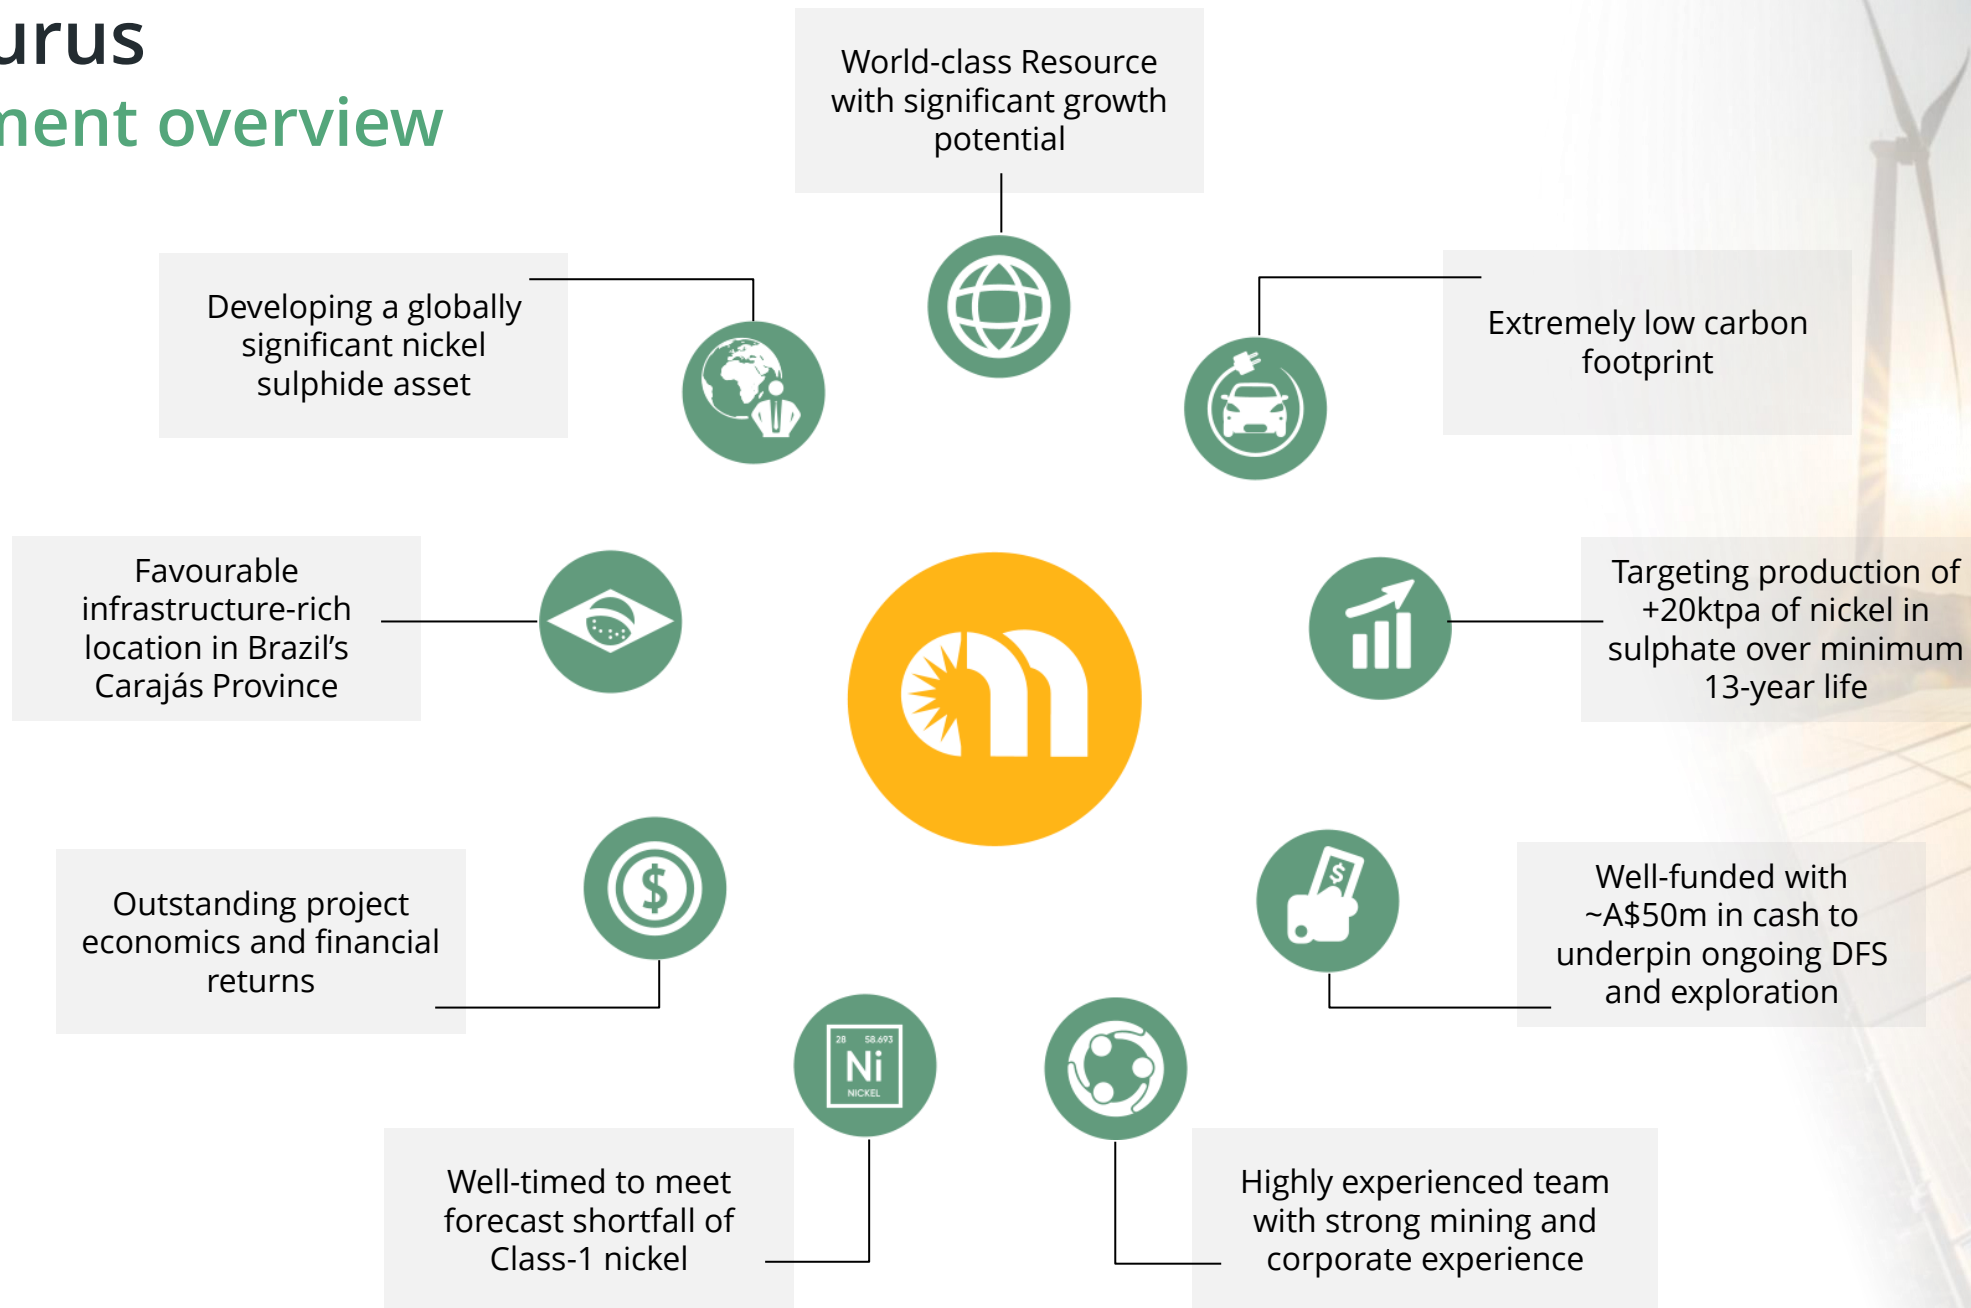 urus
ment overview
World-class Resource
with significant growth
potential
Developing a globally
significant nickel
sulphide asset
Extremely low carbon
footprint
Favourable
infrastructure-rich
location in Brazil’s
Carajás Province
Targeting production of
+20ktpa of nickel in
sulphate over minimum
13-year life
Outstanding project
economics and financial
returns
$
$
Well-funded with
~A$50m in cash to
underpin ongoing DFS
and exploration
28 58.693
Ni
NICKEL
Well-timed to meet
forecast shortfall of
Class-1 nickel
Highly experienced team
with strong mining and
corporate experience